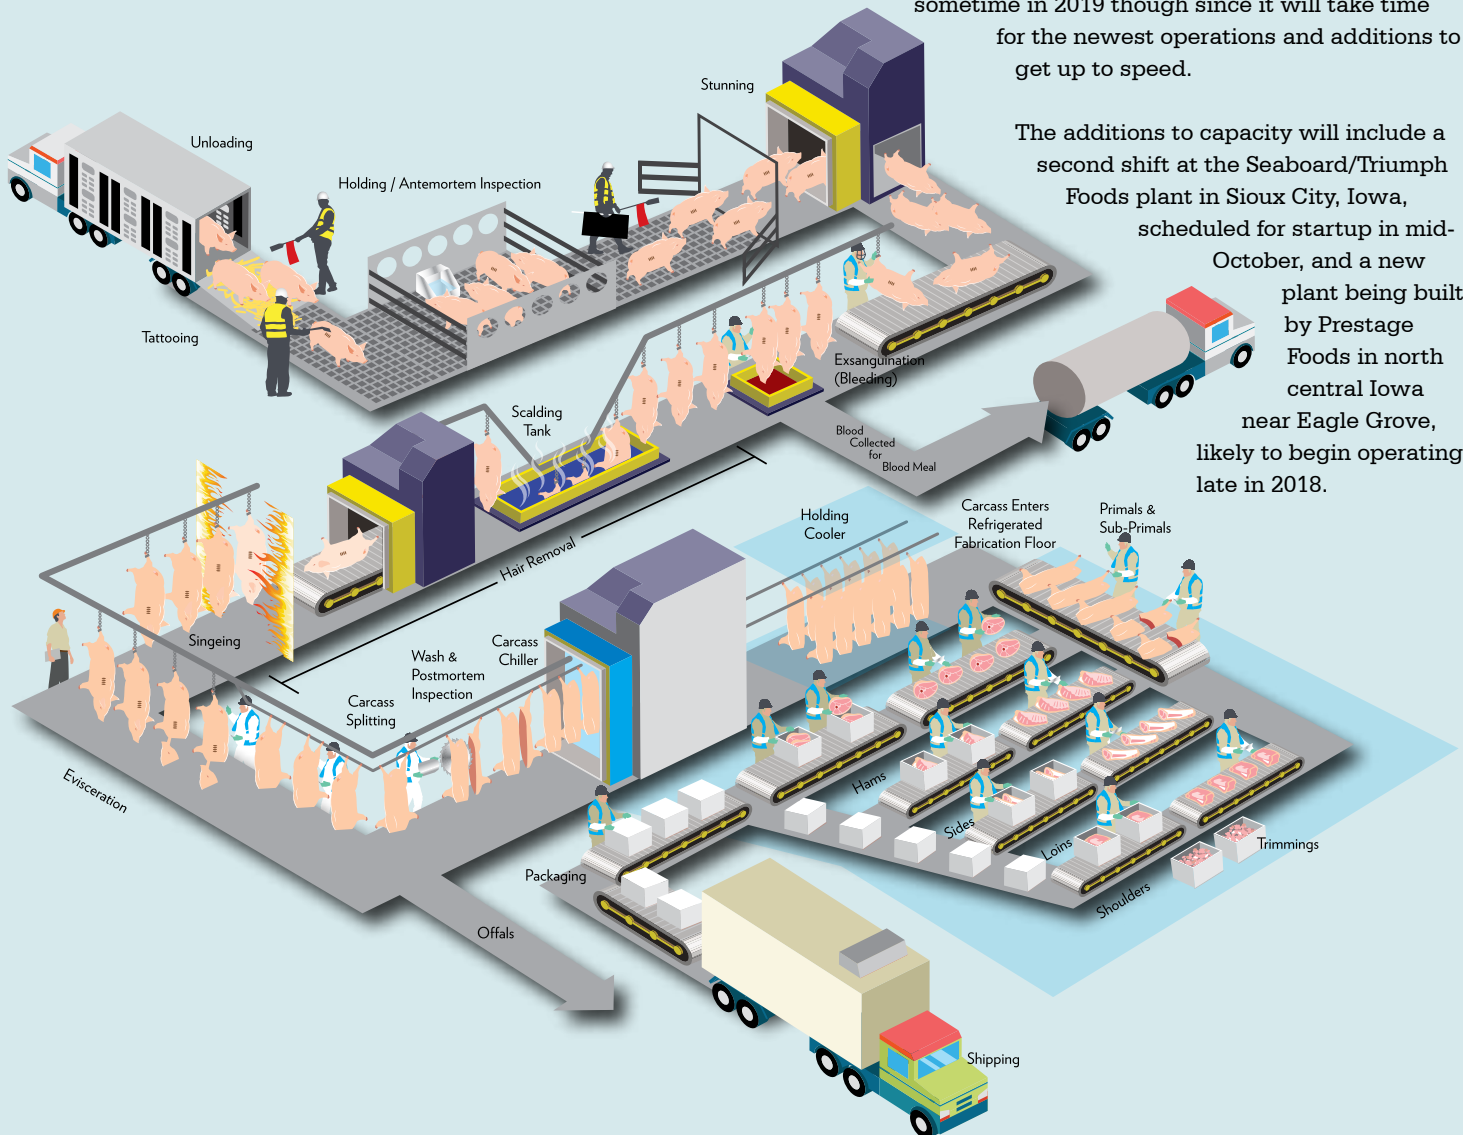 sometime in 2019 though since it will take time
for the newest operations and additions to
get up to speed.
The additions to capacity will include a
second shift at the Seaboard/Triumph
Foods plant in Sioux City, Iowa,
scheduled for startup in mid-
October, and a new
plant being built
by Prestage
Foods in north
central Iowa
near Eagle Grove,
likely to begin operating
late in 2018.
Unloading
Tattooing
Holding / Antemortem Inspection
Stunning
Exsanguination
(Bleeding)
Blood
Collected
for
Blood Meal
Scalding
Tank
Hair Removal
Singeing
Evisceration
Carcass
Splitting
Wash &
Postmortem
Inspection
Carcass
Chiller
Holding
Cooler
Carcass Enters
Refrigerated
Fabrication Floor
Primals &
Sub-Primals
Hams
Sides
Loins
Shoulders
Trimmings
Packaging
Offals
Shipping